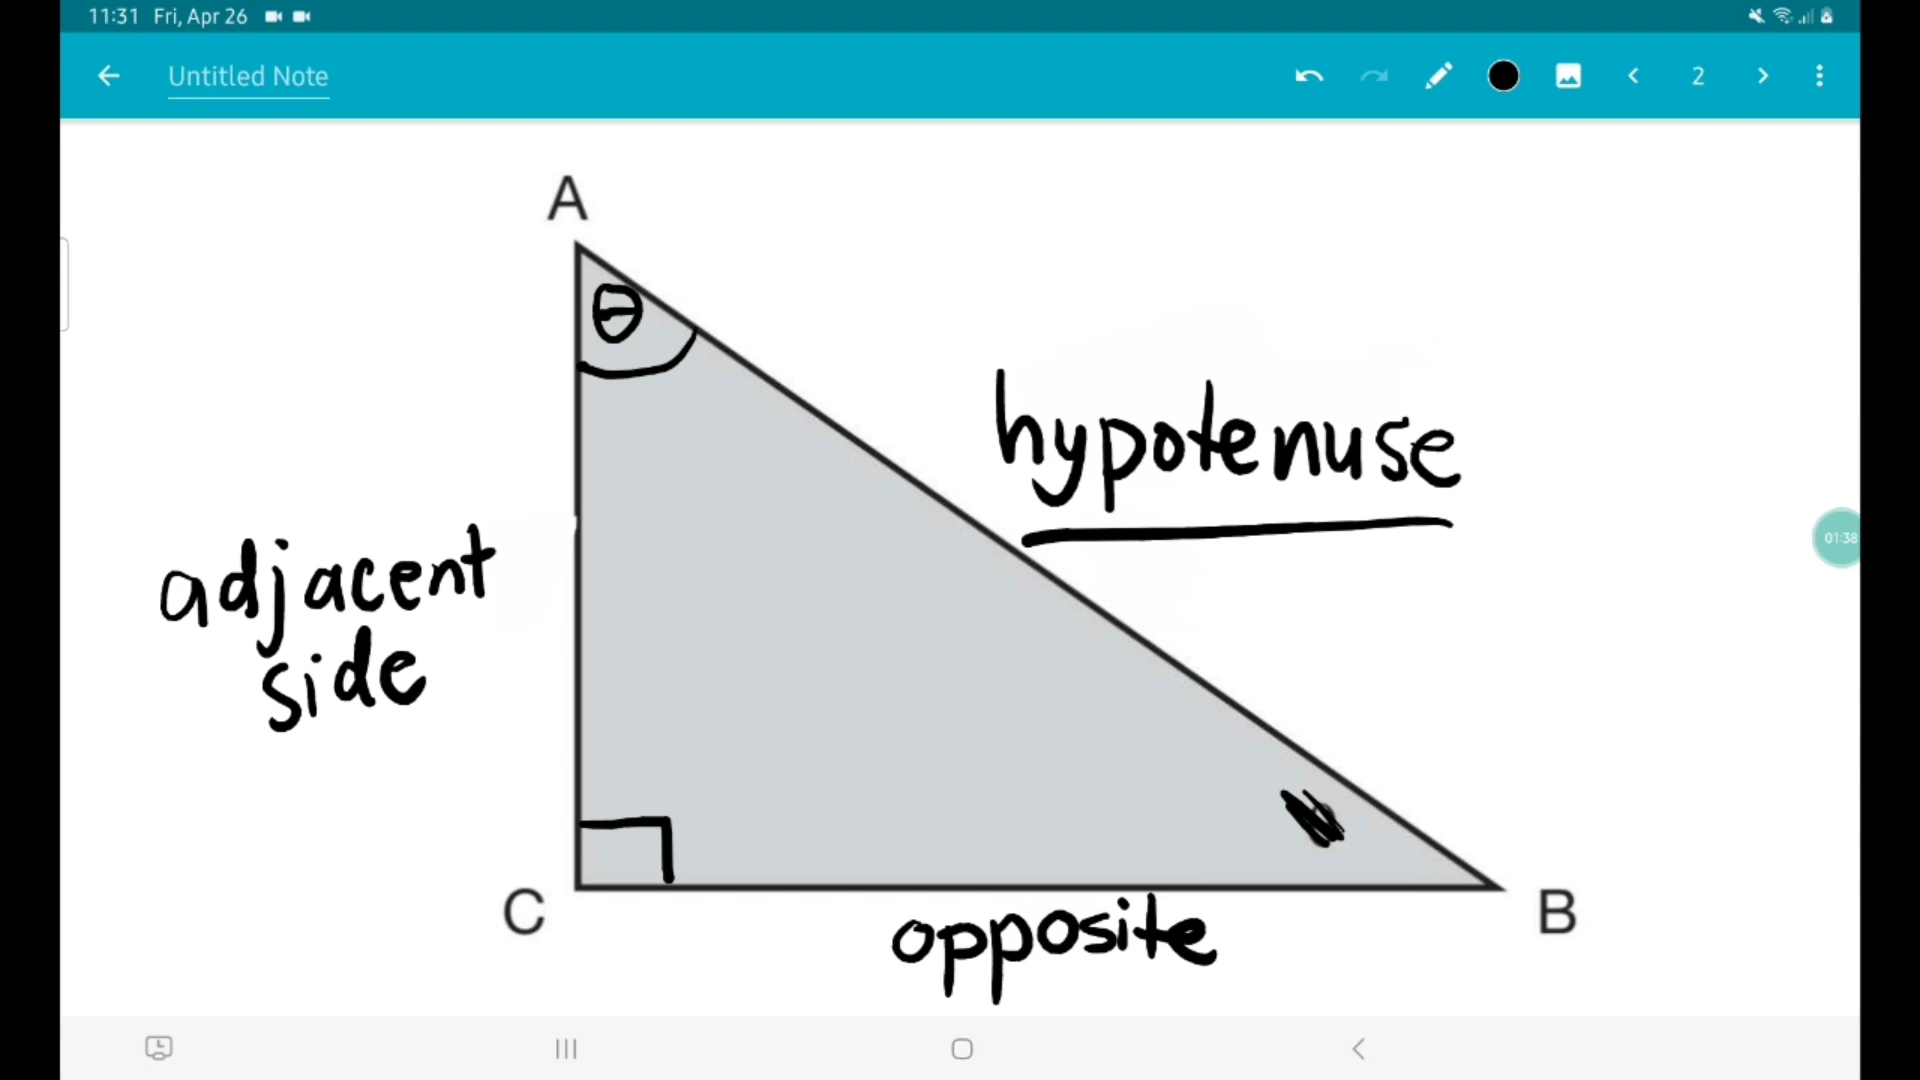 11:31 Fri, Apr 26
Untitled Note
2
A
θ
hypotenuse
adjacent
side
01:38
C
B
opposite